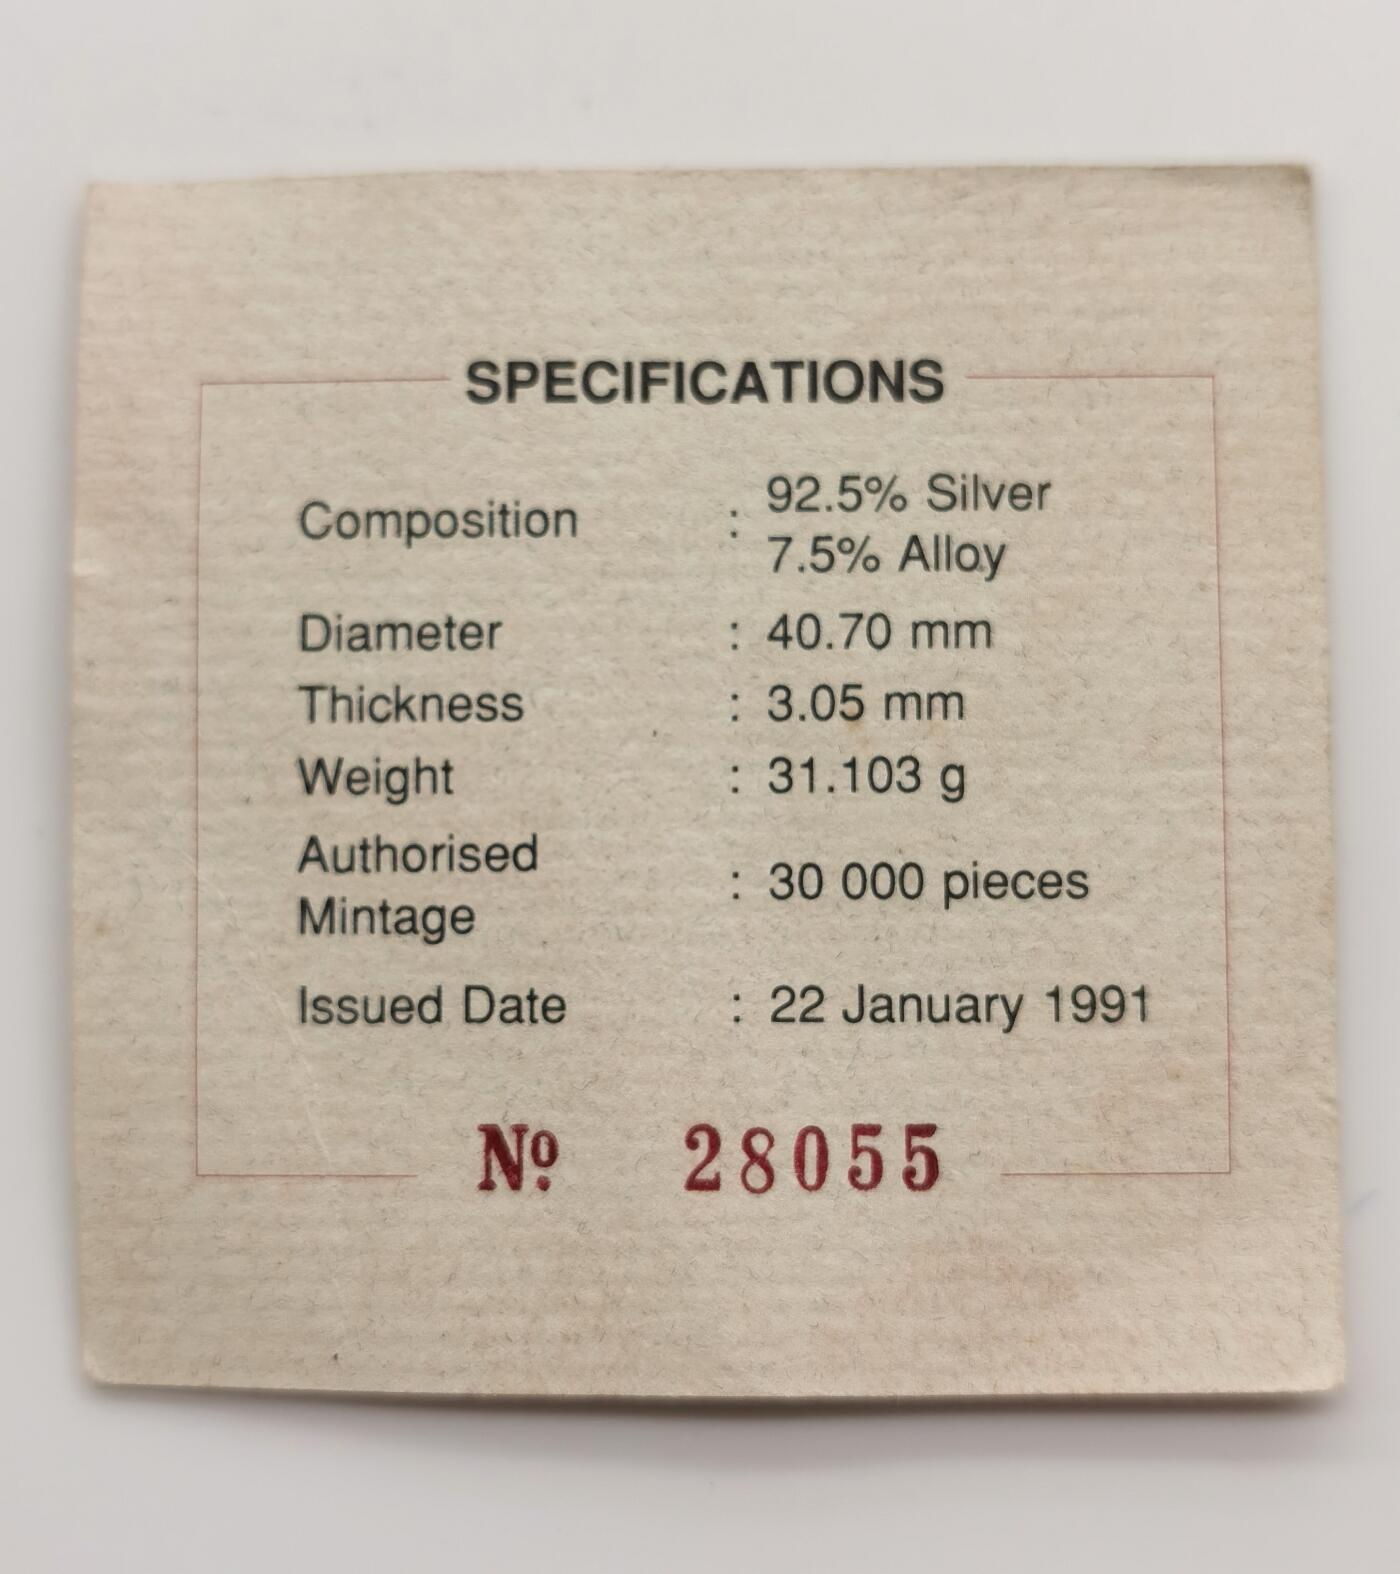 SPECIFICATIONS
Composition : 92.5% Silver
7.5% Alloy
Diameter : 40.70 mm
Thickness : 3.05 mm
Weight : 31.103 g
Authorised
Mintage : 30 000 pieces
Issued Date : 22 January 1991
Nº 28055